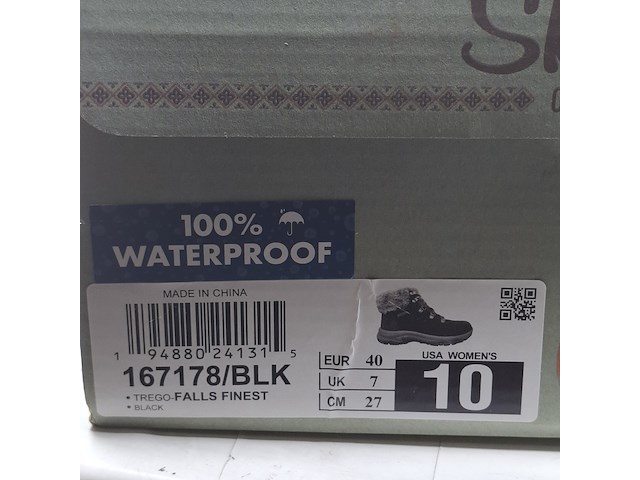 100%
WATERPROOF
MADE IN CHINA
1 94880 24131 5
167178/BLK
• TREGO-FALLS FINEST
• BLACK
EUR 40
UK 7
CM 27
USA WOMEN'S
10